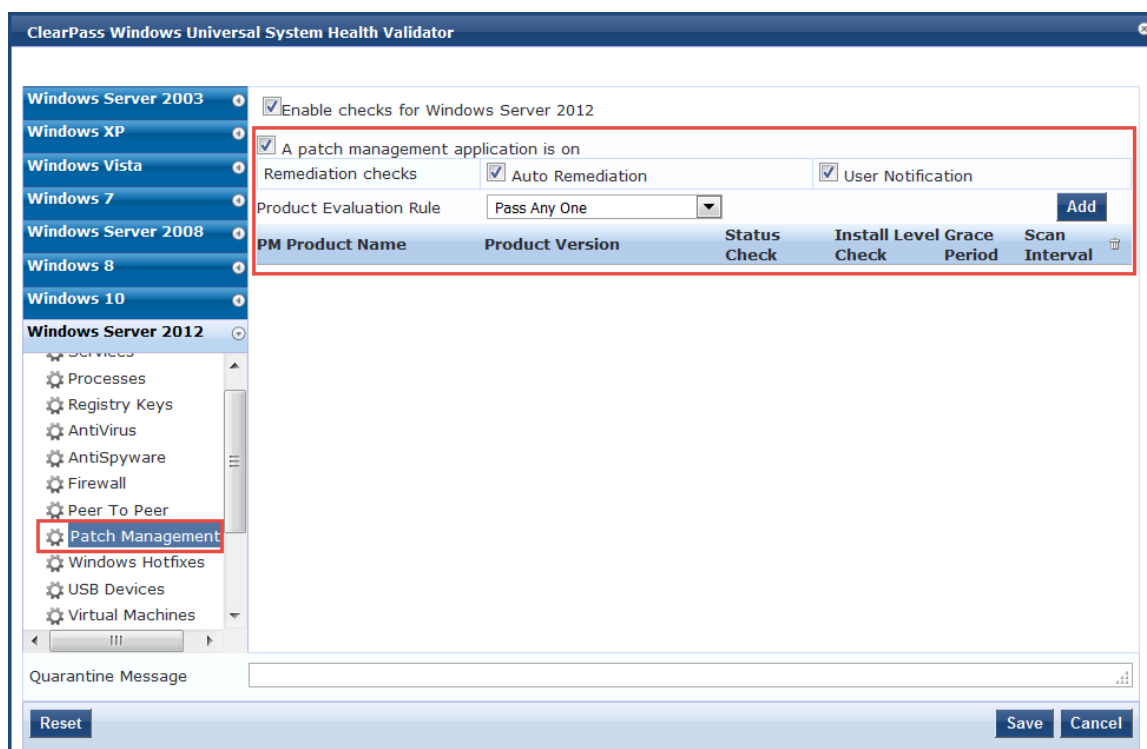 ClearPass Windows Universal System Health Validator
Windows Server 2003
Windows XP
Windows Vista
Windows 7
Windows Server 2008
Windows 8
Windows 10
Windows Server 2012
Services
Processes
Registry Keys
AntiVirus
AntiSpyware
Firewall
Peer To Peer
Patch Management
Windows Hotfixes
USB Devices
Virtual Machines
Enable checks for Windows Server 2012
A patch management application is on
Remediation checks Auto Remediation User Notification
Product Evaluation Rule Pass Any One Add
PM Product Name Product Version Status Check Install Level Check Grace Period Scan Interval
Quarantine Message
Reset Save Cancel